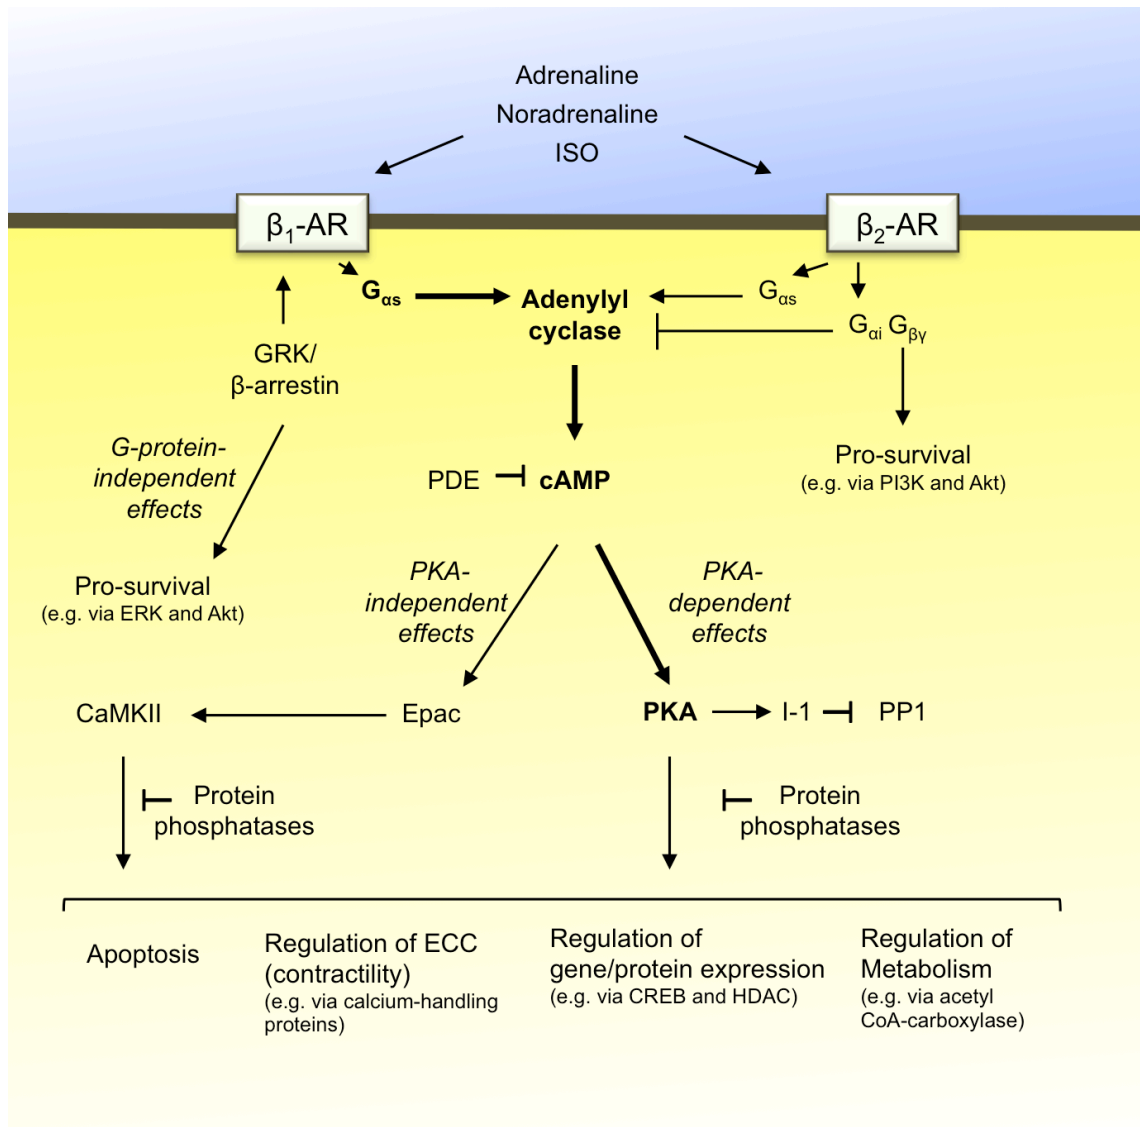 Adrenaline
Noradrenaline
ISO
β1-AR
β2-AR
Gαs
Adenylyl
cyclase
Gαs
Gαi Gβγ
GRK/
β-arrestin
G-protein-
independent
effects
Pro-survival
(e.g. via PI3K and Akt)
PDE
cAMP
Pro-survival
(e.g. via ERK and Akt)
PKA-
independent
effects
PKA-
dependent
effects
CaMKII
Epac
PKA
I-1
PP1
Protein
phosphatases
Protein
phosphatases
Apoptosis
Regulation of ECC
(contractility)
(e.g. via calcium-handling
proteins)
Regulation of
gene/protein expression
(e.g. via CREB and HDAC)
Regulation of
Metabolism
(e.g. via acetyl
CoA-carboxylase)